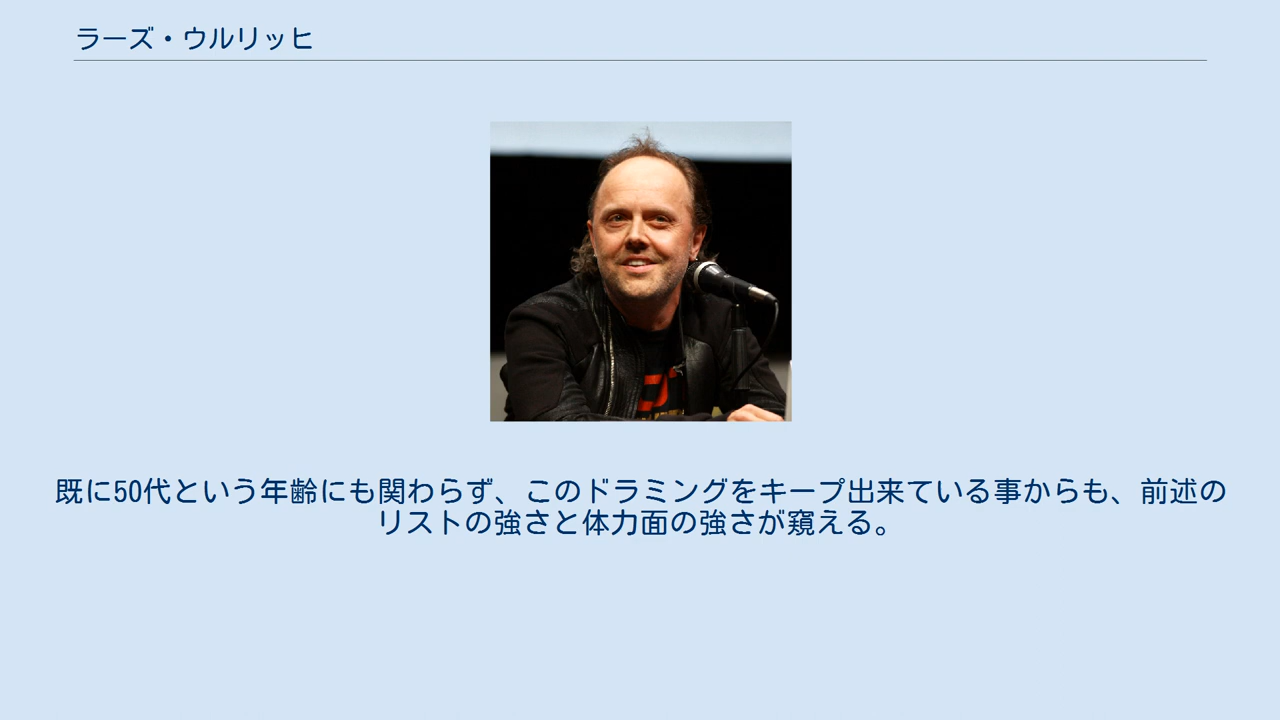 ラーズ・ウルリッヒ
既に50代という年齢にも関わらず、このドラミングをキープ出来ている事からも、前述の
リストの強さと体力面の強さが窺える。